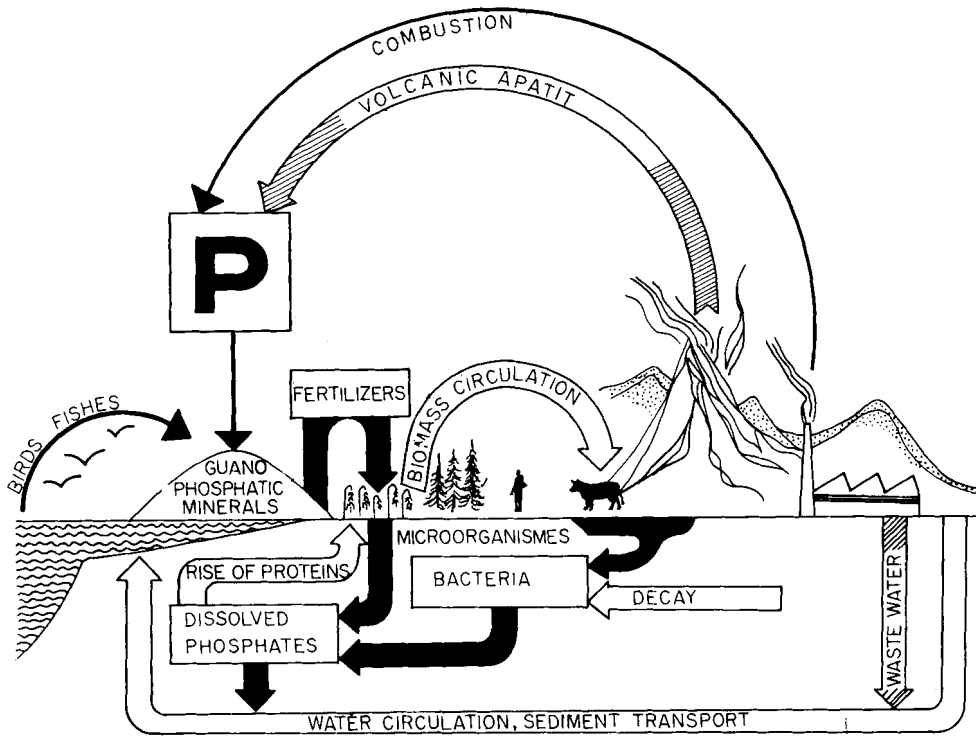 COMBUSTION
VOLCANIC APATIT
P
BIRDS FISHES
FERTILIZERS
BIOMASS CIRCULATION
GUANO
PHOSPHATIC
MINERALS
MICROORGANISMES
RISE OF PROTEINS
BACTERIA
DECAY
DISSOLVED
PHOSPHATES
WASTE WATER
WATER CIRCULATION, SEDIMENT TRANSPORT